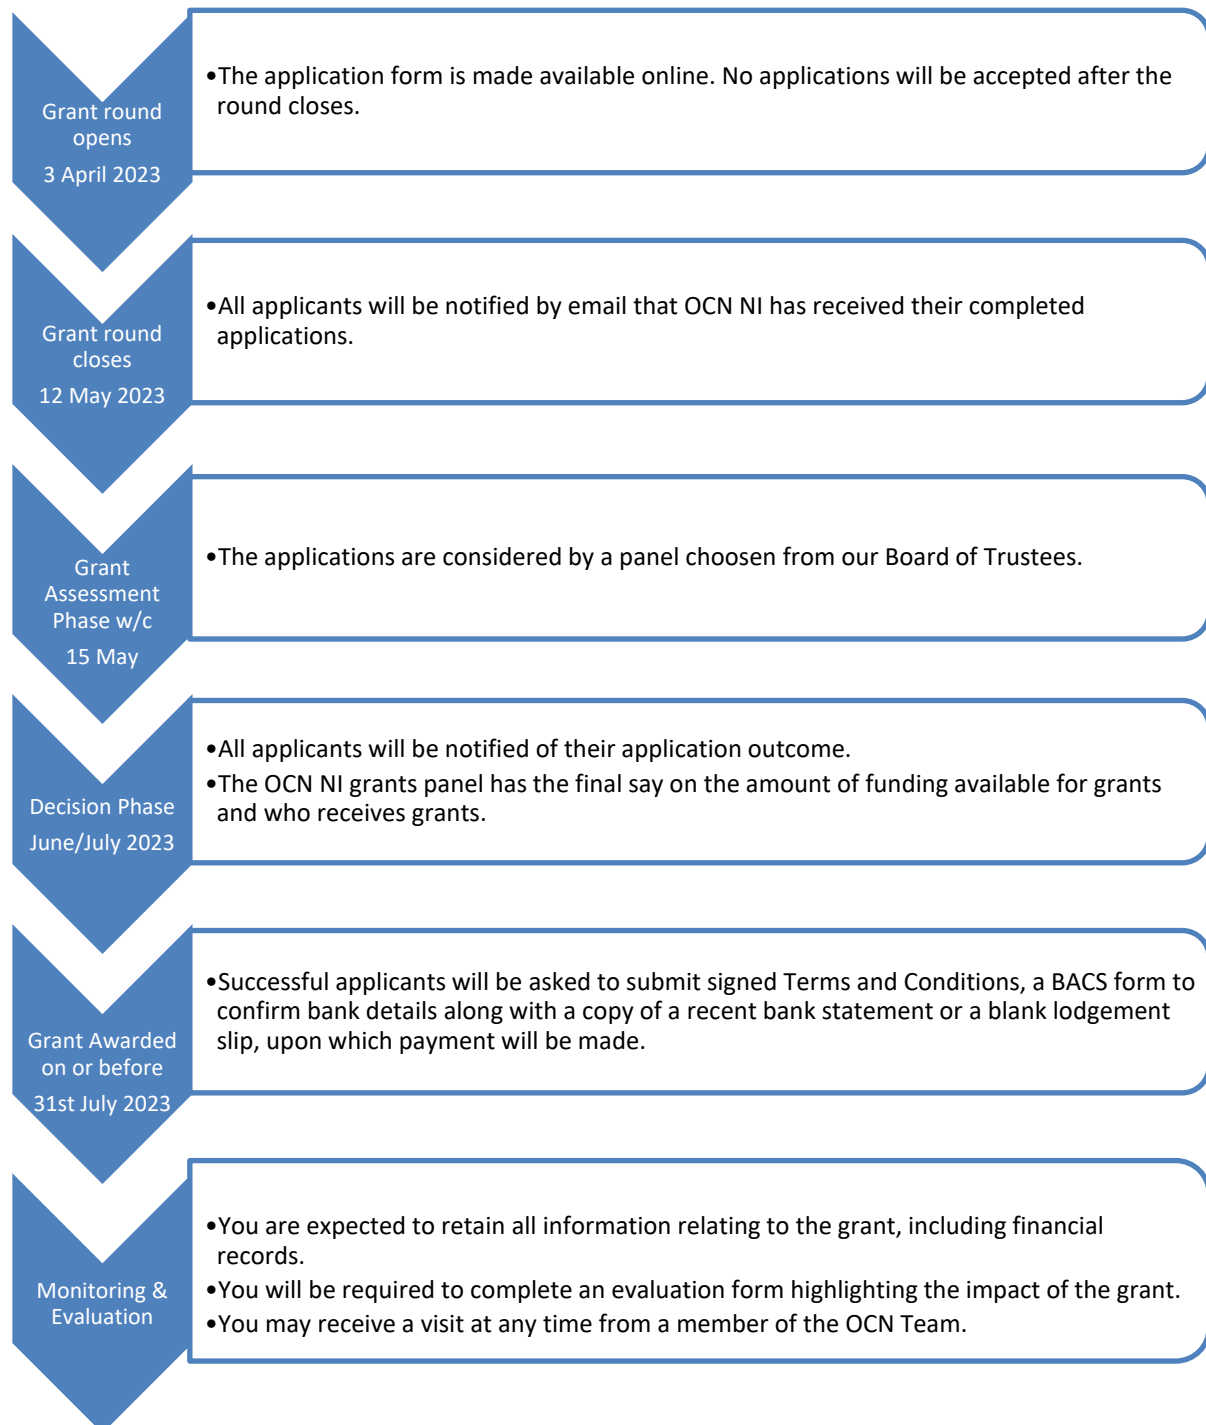 Grant round
opens
3 April 2023
•The application form is made available online. No applications will be accepted after the
round closes.
Grant round
closes
12 May 2023
•All applicants will be notified by email that OCN NI has received their completed
applications.
Grant
Assessment
Phase w/c
15 May
•The applications are considered by a panel choosen from our Board of Trustees.
Decision Phase
June/July 2023
•All applicants will be notified of their application outcome.
•The OCN NI grants panel has the final say on the amount of funding available for grants
and who receives grants.
Grant Awarded
on or before
31st July 2023
•Successful applicants will be asked to submit signed Terms and Conditions, a BACS form to
confirm bank details along with a copy of a recent bank statement or a blank lodgement
slip, upon which payment will be made.
Monitoring &
Evaluation
•You are expected to retain all information relating to the grant, including financial
records.
•You will be required to complete an evaluation form highlighting the impact of the grant.
•You may receive a visit at any time from a member of the OCN Team.